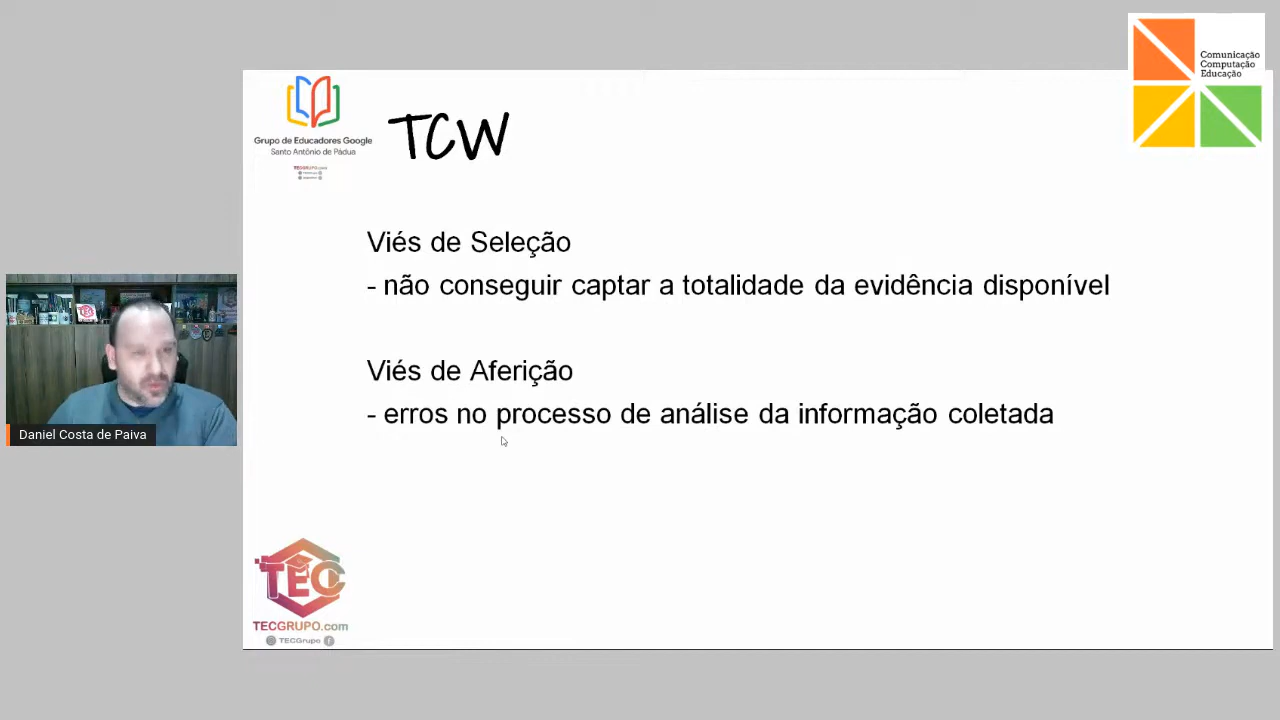 Comunicação
Computação
Educação
Grupo de Educadores Google
Santo Antônio de Pádua
TECGRUPO.com
TCW
Viés de Seleção
- não conseguir captar a totalidade da evidência disponível
Viés de Aferição
- erros no processo de análise da informação coletada
Daniel Costa de Paiva
TEC
TECGRUPO.com
TECGrupo